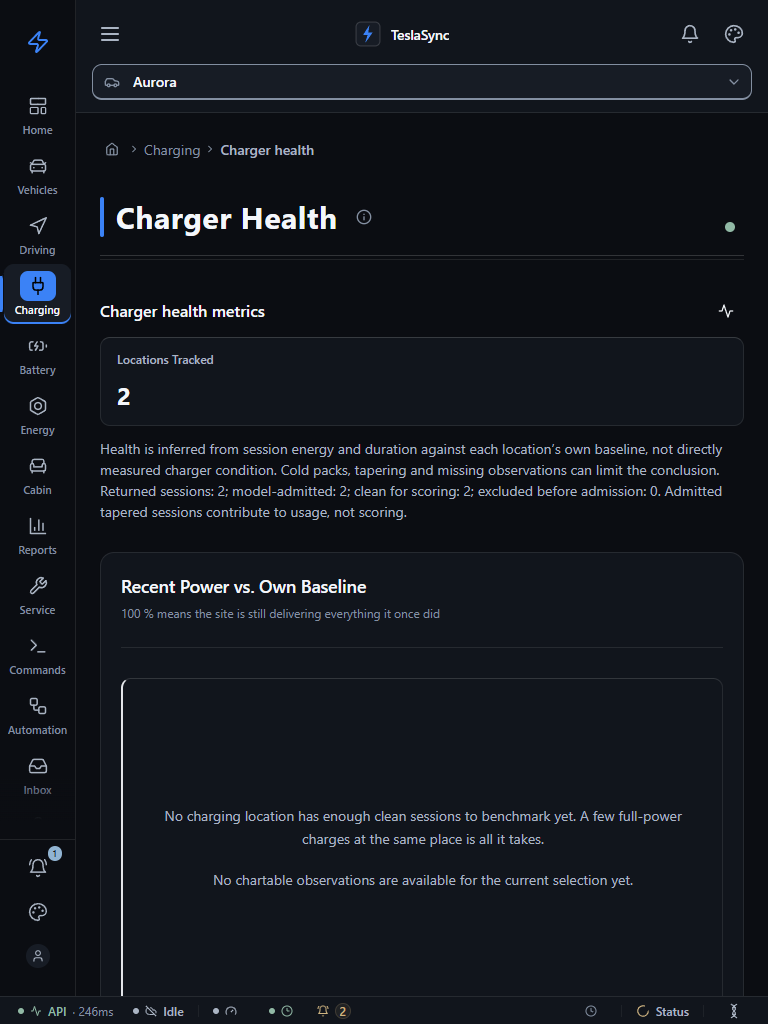 TeslaSync
Aurora
Home
Vehicles
Driving
Charging
Battery
Energy
Cabin
Reports
Service
Commands
Automation
Inbox
1
Charging
Charger health
Charger Health
Charger health metrics
Locations Tracked
2
Health is inferred from session energy and duration against each location’s own baseline, not directly
measured charger condition. Cold packs, tapering and missing observations can limit the conclusion.
Returned sessions: 2; model-admitted: 2; clean for scoring: 2; excluded before admission: 0. Admitted
tapered sessions contribute to usage, not scoring.
Recent Power vs. Own Baseline
100 % means the site is still delivering everything it once did
No charging location has enough clean sessions to benchmark yet. A few full-power
charges at the same place is all it takes.
No chartable observations are available for the current selection yet.
API · 246ms
Idle
2
Status